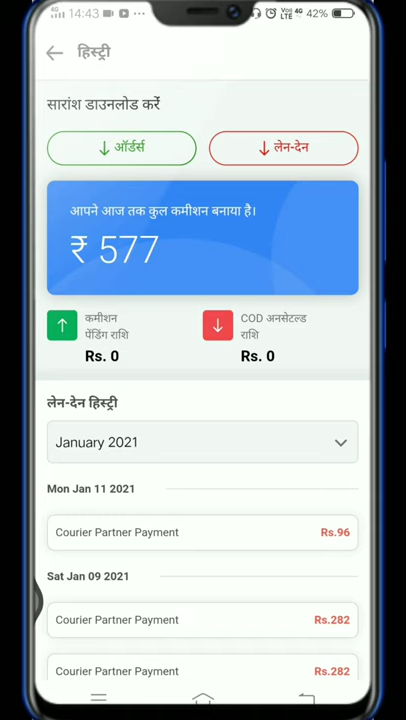 4G 14:43 ... 4G 42%
हिस्ट्री
सारांश डाउनलोड करें
↓ ऑर्डर्स
↓ लेन-देन
आपने आज तक कुल कमीशन बनाया है।
₹ 577
कमीशन
पेंडिंग राशि
Rs. 0
COD अनसेटल्ड
राशि
Rs. 0
लेन-देन हिस्ट्री
January 2021
Mon Jan 11 2021
Courier Partner Payment Rs.96
Sat Jan 09 2021
Courier Partner Payment Rs.282
Courier Partner Payment Rs.282